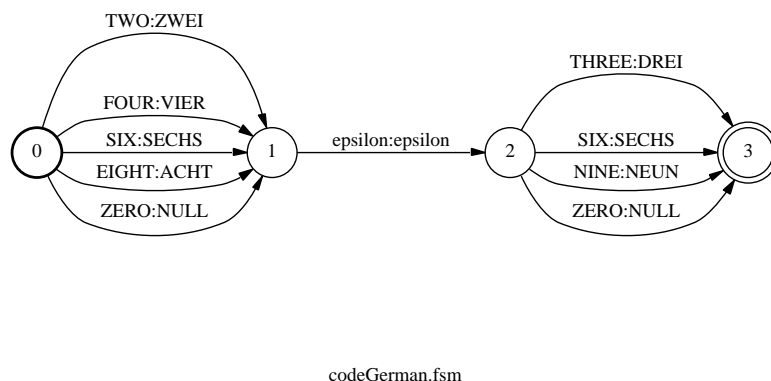 TWO:ZWEI
THREE:DREI
FOUR:VIER
0
SIX:SECHS
1
epsilon:epsilon
2
SIX:SECHS
3
EIGHT:ACHT
NINE:NEUN
ZERO:NULL
ZERO:NULL
codeGerman.fsm